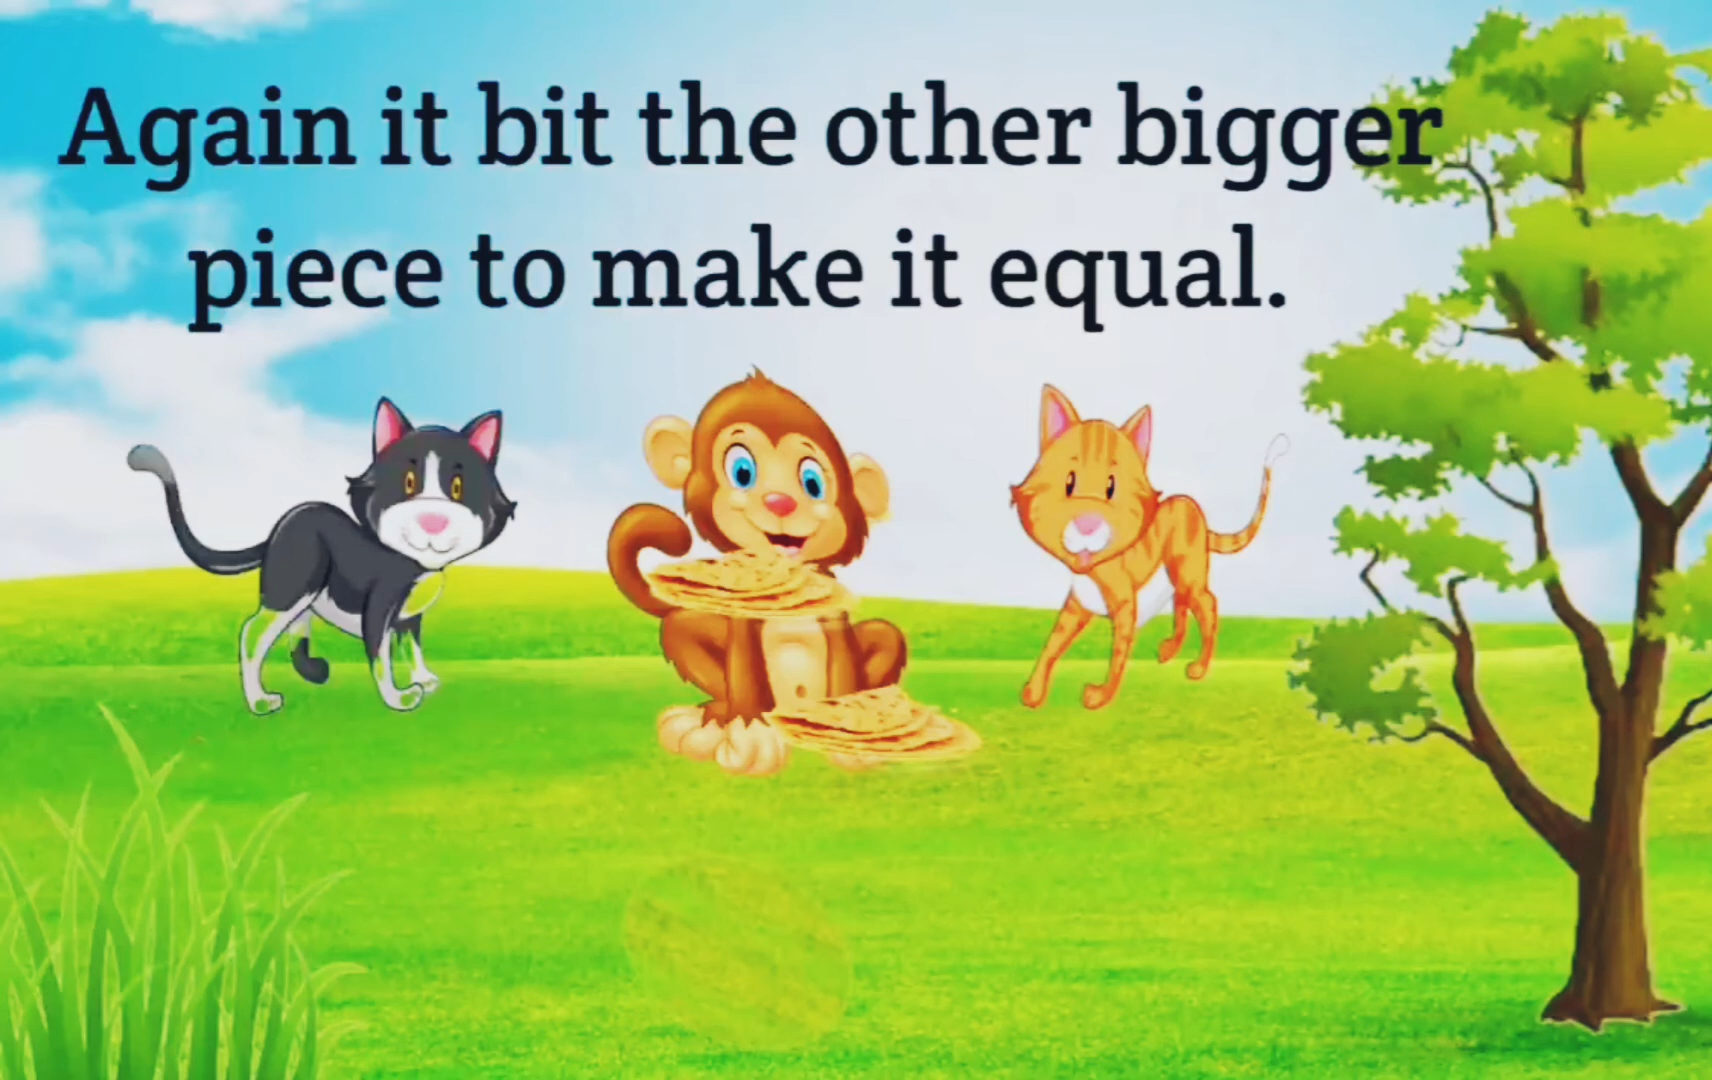 Again it bit the other bigger
piece to make it equal.